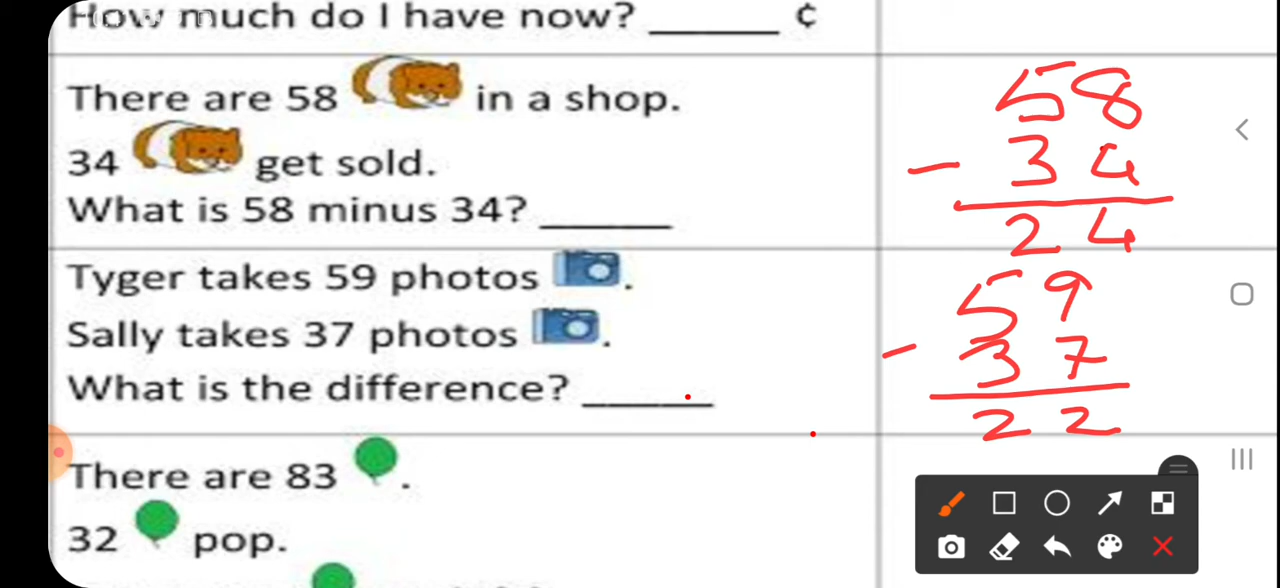 How much do I have now? ______ ¢
There are 58 in a shop.
34 get sold.
What is 58 minus 34? ______
58
- 34
24
Tyger takes 59 photos .
Sally takes 37 photos .
What is the difference? ______
59
- 37
22
There are 83 .
32 pop.